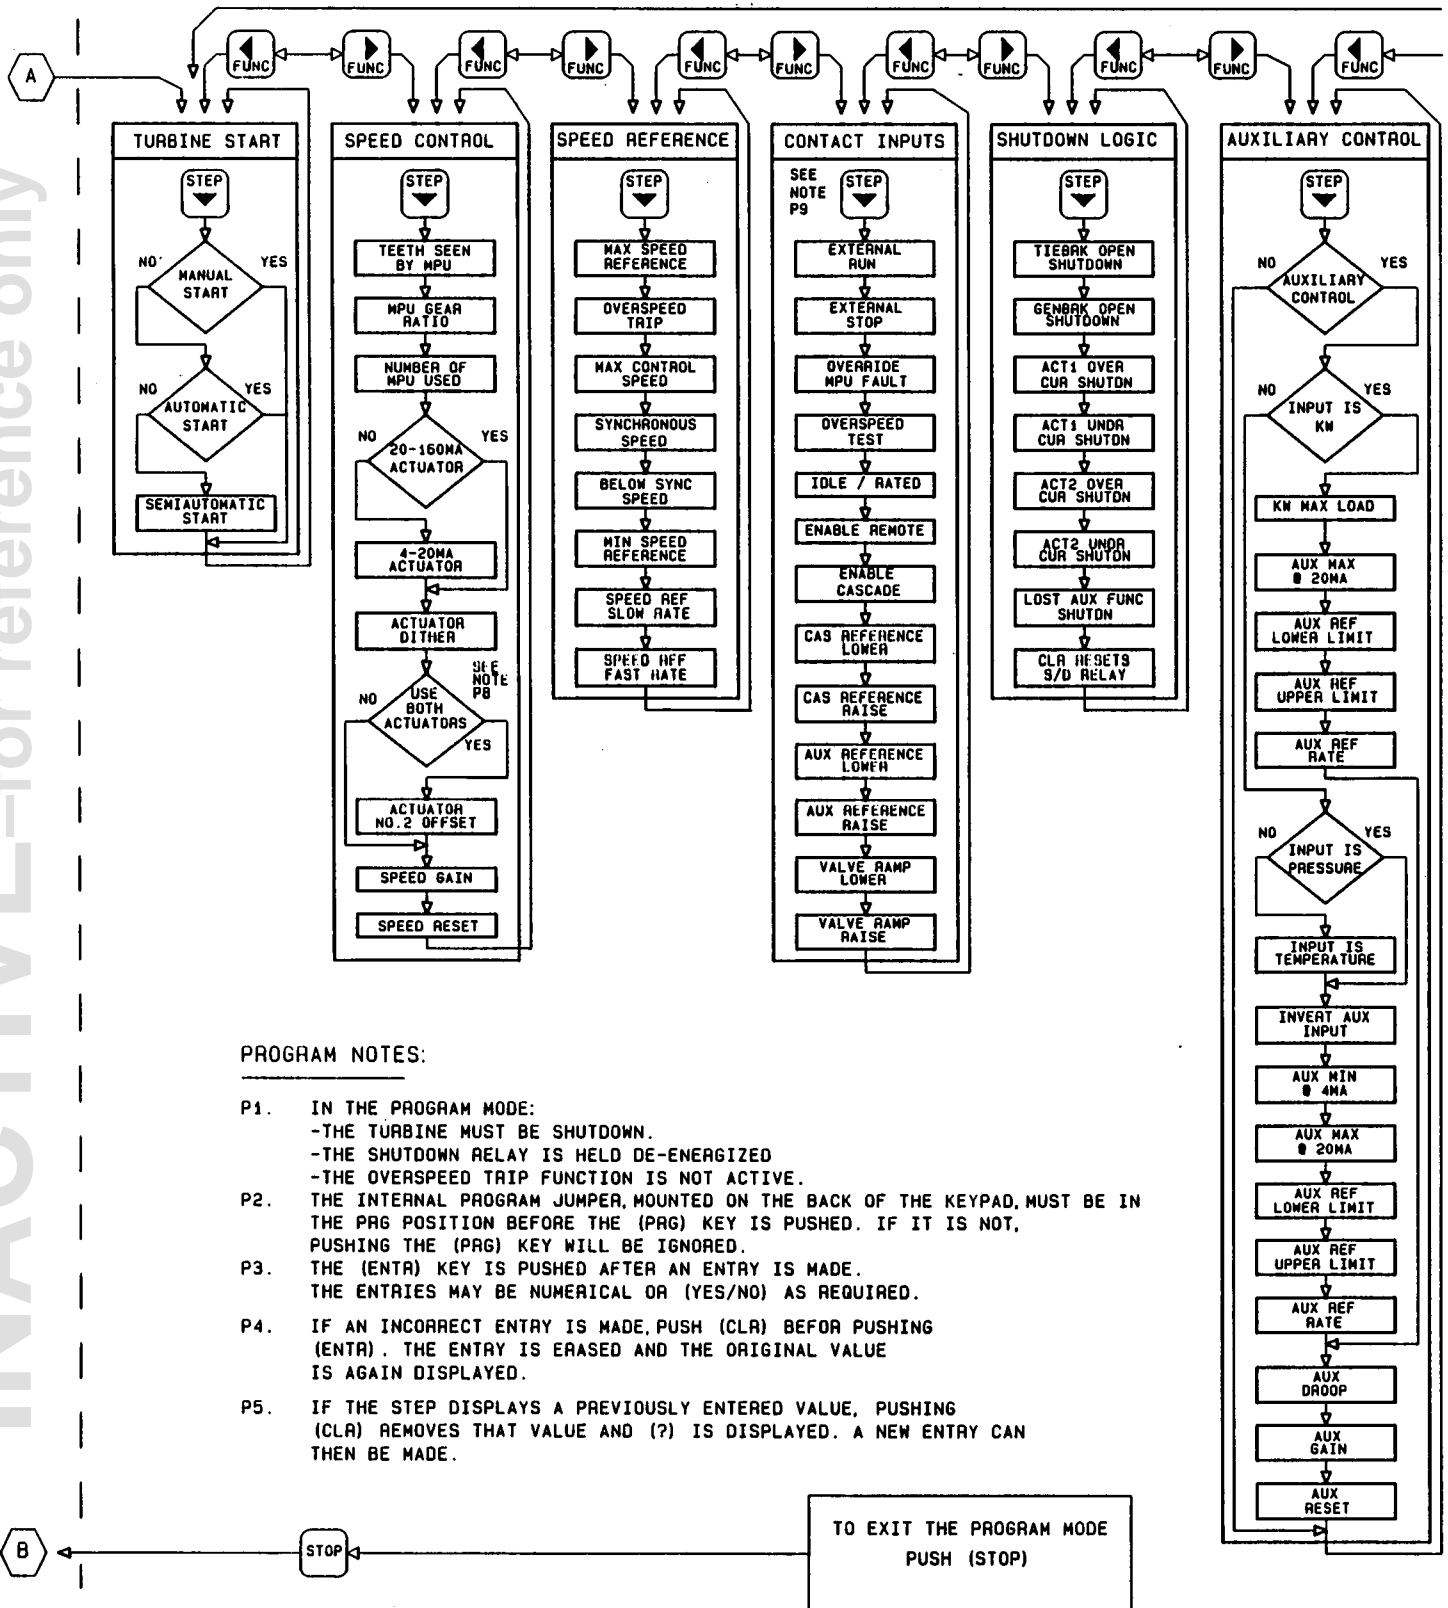 A
FUNC
FUNC
FUNC
FUNC
FUNC
FUNC
FUNC
FUNC
FUNC
FUNC
FUNC
TURBINE START
STEP
NO
YES
MANUAL
START
NO
YES
AUTOMATIC
START
SEMIAUTOMATIC
START
SPEED CONTROL
STEP
TEETH SEEN
BY MPU
MPU GEAR
RATIO
NUMBER OF
MPU USED
NO
YES
20-160MA
ACTUATOR
4-20MA
ACTUATOR
ACTUATOR
DITHER
SEE
NOTE
P8
NO
USE
BOTH
ACTUATORS
YES
ACTUATOR
NO.2 OFFSET
SPEED GAIN
SPEED RESET
SPEED REFERENCE
STEP
MAX SPEED
REFERENCE
OVERSPEED
TRIP
MAX CONTROL
SPEED
SYNCHRONOUS
SPEED
BELOW SYNC
SPEED
MIN SPEED
REFERENCE
SPEED REF
SLOW RATE
SPEED REF
FAST RATE
CONTACT INPUTS
SEE
NOTE
P9
STEP
EXTERNAL
RUN
EXTERNAL
STOP
OVERRIDE
MPU FAULT
OVERSPEED
TEST
IDLE / RATED
ENABLE REMOTE
ENABLE
CASCADE
CAS REFERENCE
LOWER
CAS REFERENCE
RAISE
AUX REFERENCE
LOWER
AUX REFERENCE
RAISE
VALVE RAMP
LOWER
VALVE RAMP
RAISE
SHUTDOWN LOGIC
STEP
TIEBRK OPEN
SHUTDOWN
GENBRK OPEN
SHUTDOWN
ACT1 OVER
CUR SHUTDN
ACT1 UNDR
CUR SHUTDN
ACT2 OVER
CUR SHUTDN
ACT2 UNDR
CUR SHUTDN
LOST AUX FUNC
SHUTDN
CLR RESETS
S/D RELAY
AUXILIARY CONTROL
STEP
NO
YES
AUXILIARY
CONTROL
NO
YES
INPUT IS
KW
KW MAX LOAD
AUX MAX
@ 20MA
AUX REF
LOWER LIMIT
AUX REF
UPPER LIMIT
AUX REF
RATE
NO
YES
INPUT IS
PRESSURE
INPUT IS
TEMPERATURE
INVERT AUX
INPUT
AUX MIN
@ 4MA
AUX MAX
@ 20MA
AUX REF
LOWER LIMIT
AUX REF
UPPER LIMIT
AUX REF
RATE
AUX
DROOP
AUX
GAIN
AUX
RESET
PROGRAM NOTES:
P1. IN THE PROGRAM MODE:
-THE TURBINE MUST BE SHUTDOWN.
-THE SHUTDOWN RELAY IS HELD DE-ENERGIZED
-THE OVERSPEED TRIP FUNCTION IS NOT ACTIVE.
P2. THE INTERNAL PROGRAM JUMPER, MOUNTED ON THE BACK OF THE KEYPAD, MUST BE IN
THE PRG POSITION BEFORE THE (PRG) KEY IS PUSHED. IF IT IS NOT,
PUSHING THE (PRG) KEY WILL BE IGNORED.
P3. THE (ENTR) KEY IS PUSHED AFTER AN ENTRY IS MADE.
THE ENTRIES MAY BE NUMERICAL OR (YES/NO) AS REQUIRED.
P4. IF AN INCORRECT ENTRY IS MADE, PUSH (CLR) BEFOR PUSHING
(ENTR). THE ENTRY IS ERASED AND THE ORIGINAL VALUE
IS AGAIN DISPLAYED.
P5. IF THE STEP DISPLAYS A PREVIOUSLY ENTERED VALUE, PUSHING
(CLR) REMOVES THAT VALUE AND (?) IS DISPLAYED. A NEW ENTRY CAN
THEN BE MADE.
TO EXIT THE PROGRAM MODE
PUSH (STOP)
STOP
B
INACTIVE-for reference only